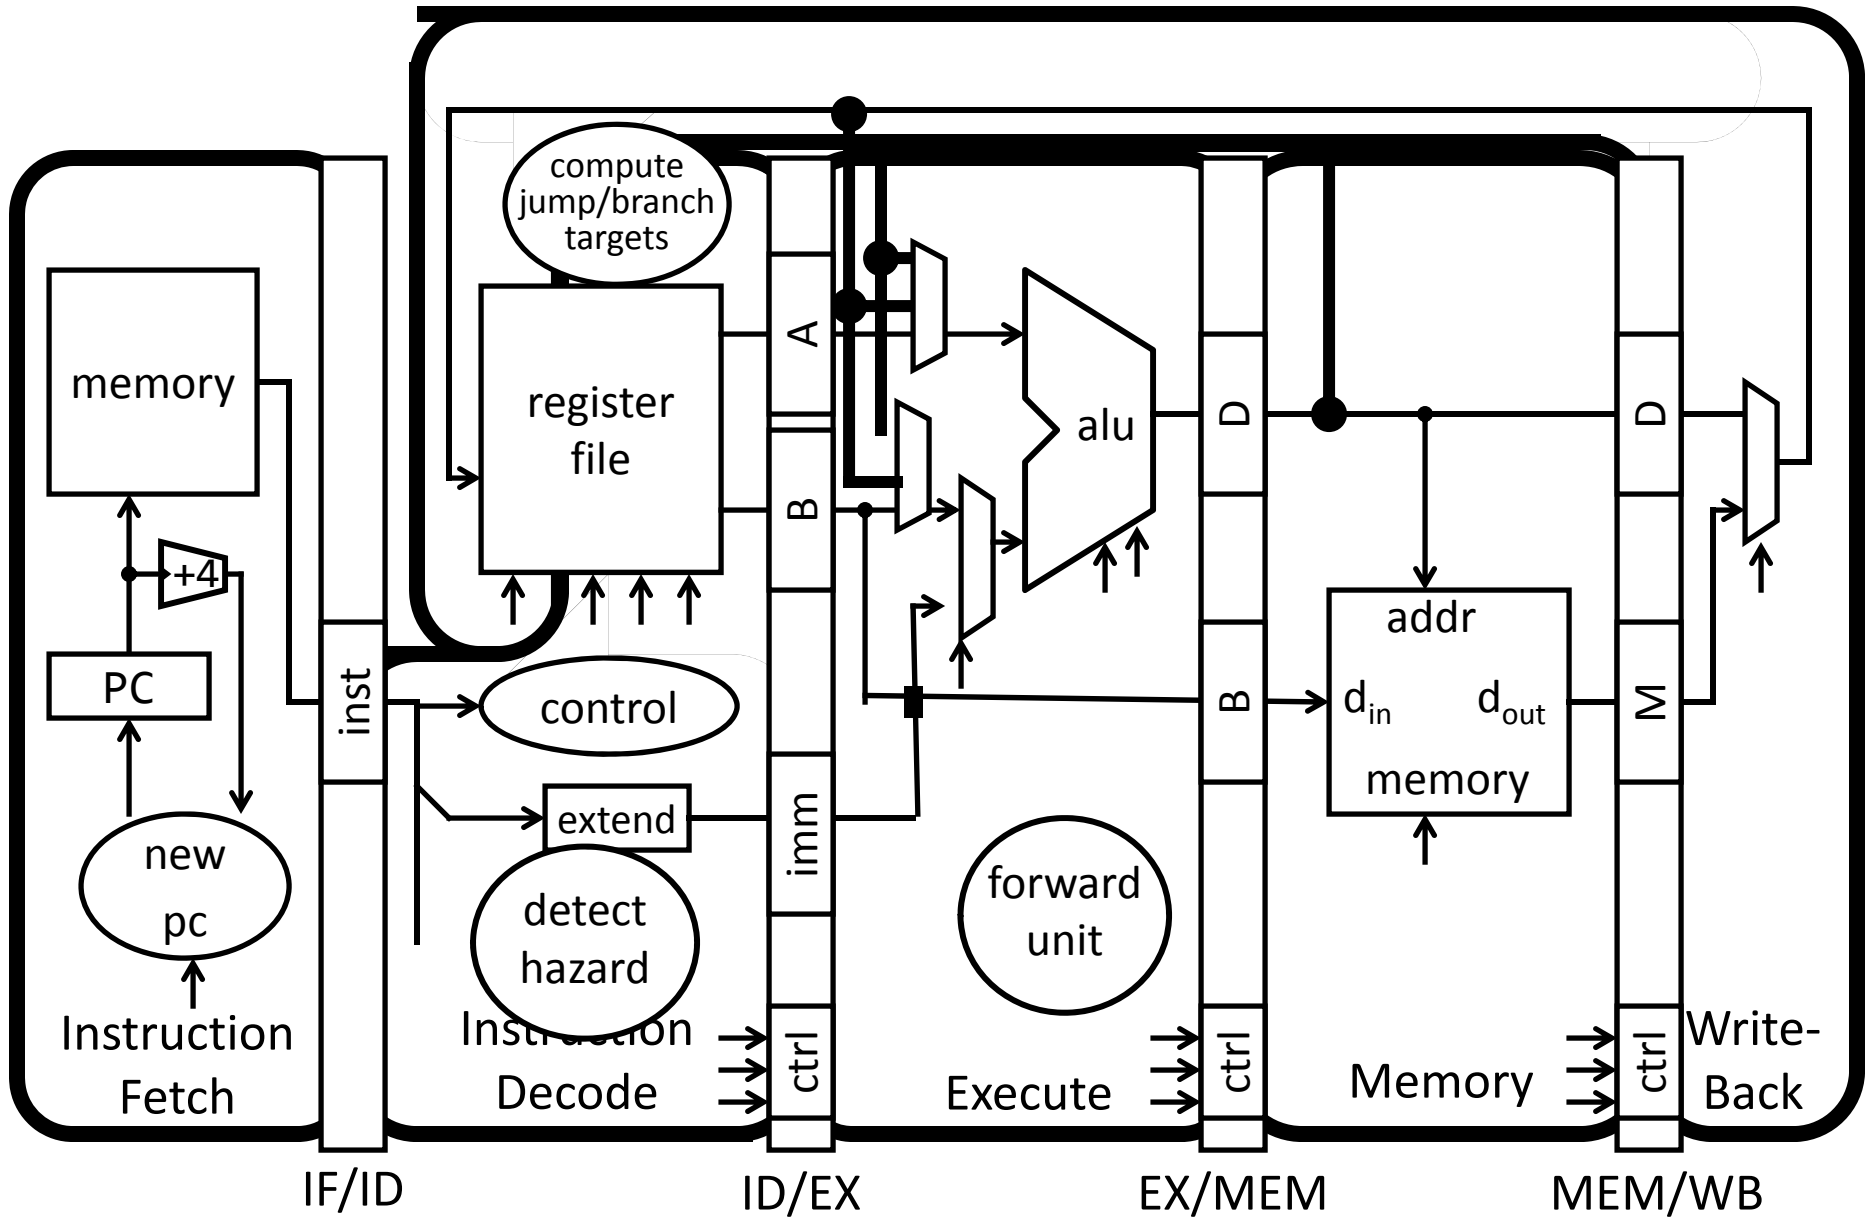 compute
jump/branch
targets
memory
+4
PC
new
pc
Instruction
Fetch
inst
register
file
control
extend
detect
hazard
Instruction
Decode
A
B
imm
ctrl
alu
forward
unit
Execute
D
B
ctrl
addr
din dout
memory
Memory
D
M
ctrl
Write-
Back
IF/ID ID/EX EX/MEM MEM/WB